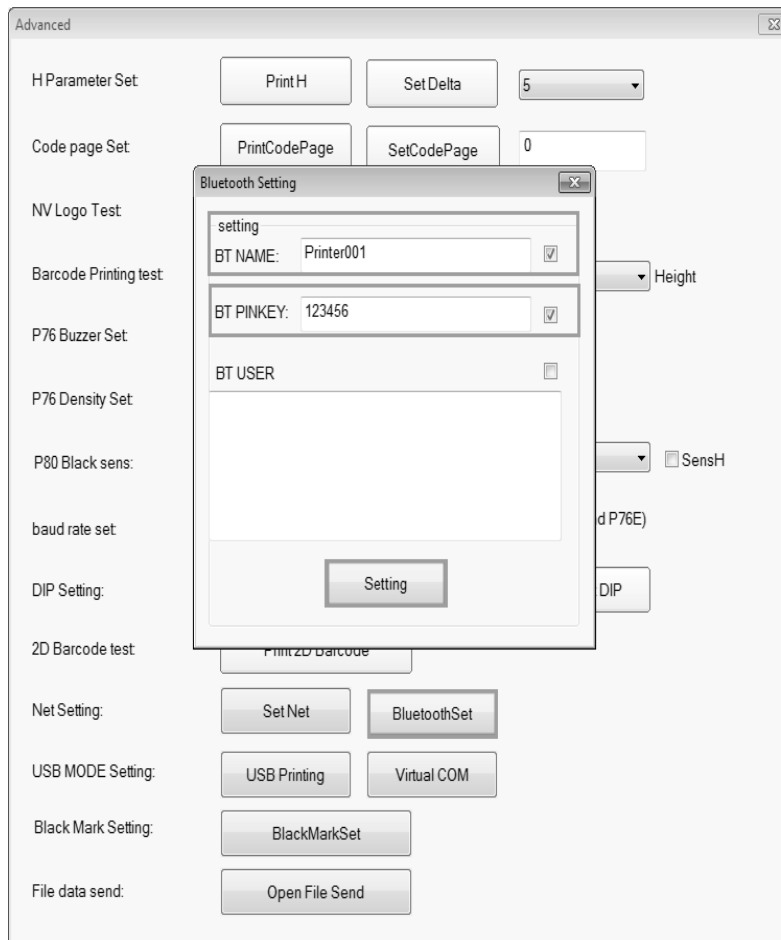 Advanced
H Parameter Set:
Print H
Set Delta
5
Code page Set:
PrintCodePage
SetCodePage
0
Bluetooth Setting
NV Logo Test:
setting
BT NAME:
Printer001
Barcode Printing test:
Height
BT PINKEY:
123456
P76 Buzzer Set:
BT USER
P76 Density Set:
P80 Black sens:
SensH
baud rate set:
d P76E)
Setting
DIP Setting:
DIP
2D Barcode test:
Print 2D Barcode
Net Setting:
Set Net
BluetoothSet
USB MODE Setting:
USB Printing
Virtual COM
Black Mark Setting:
BlackMarkSet
File data send:
Open File Send